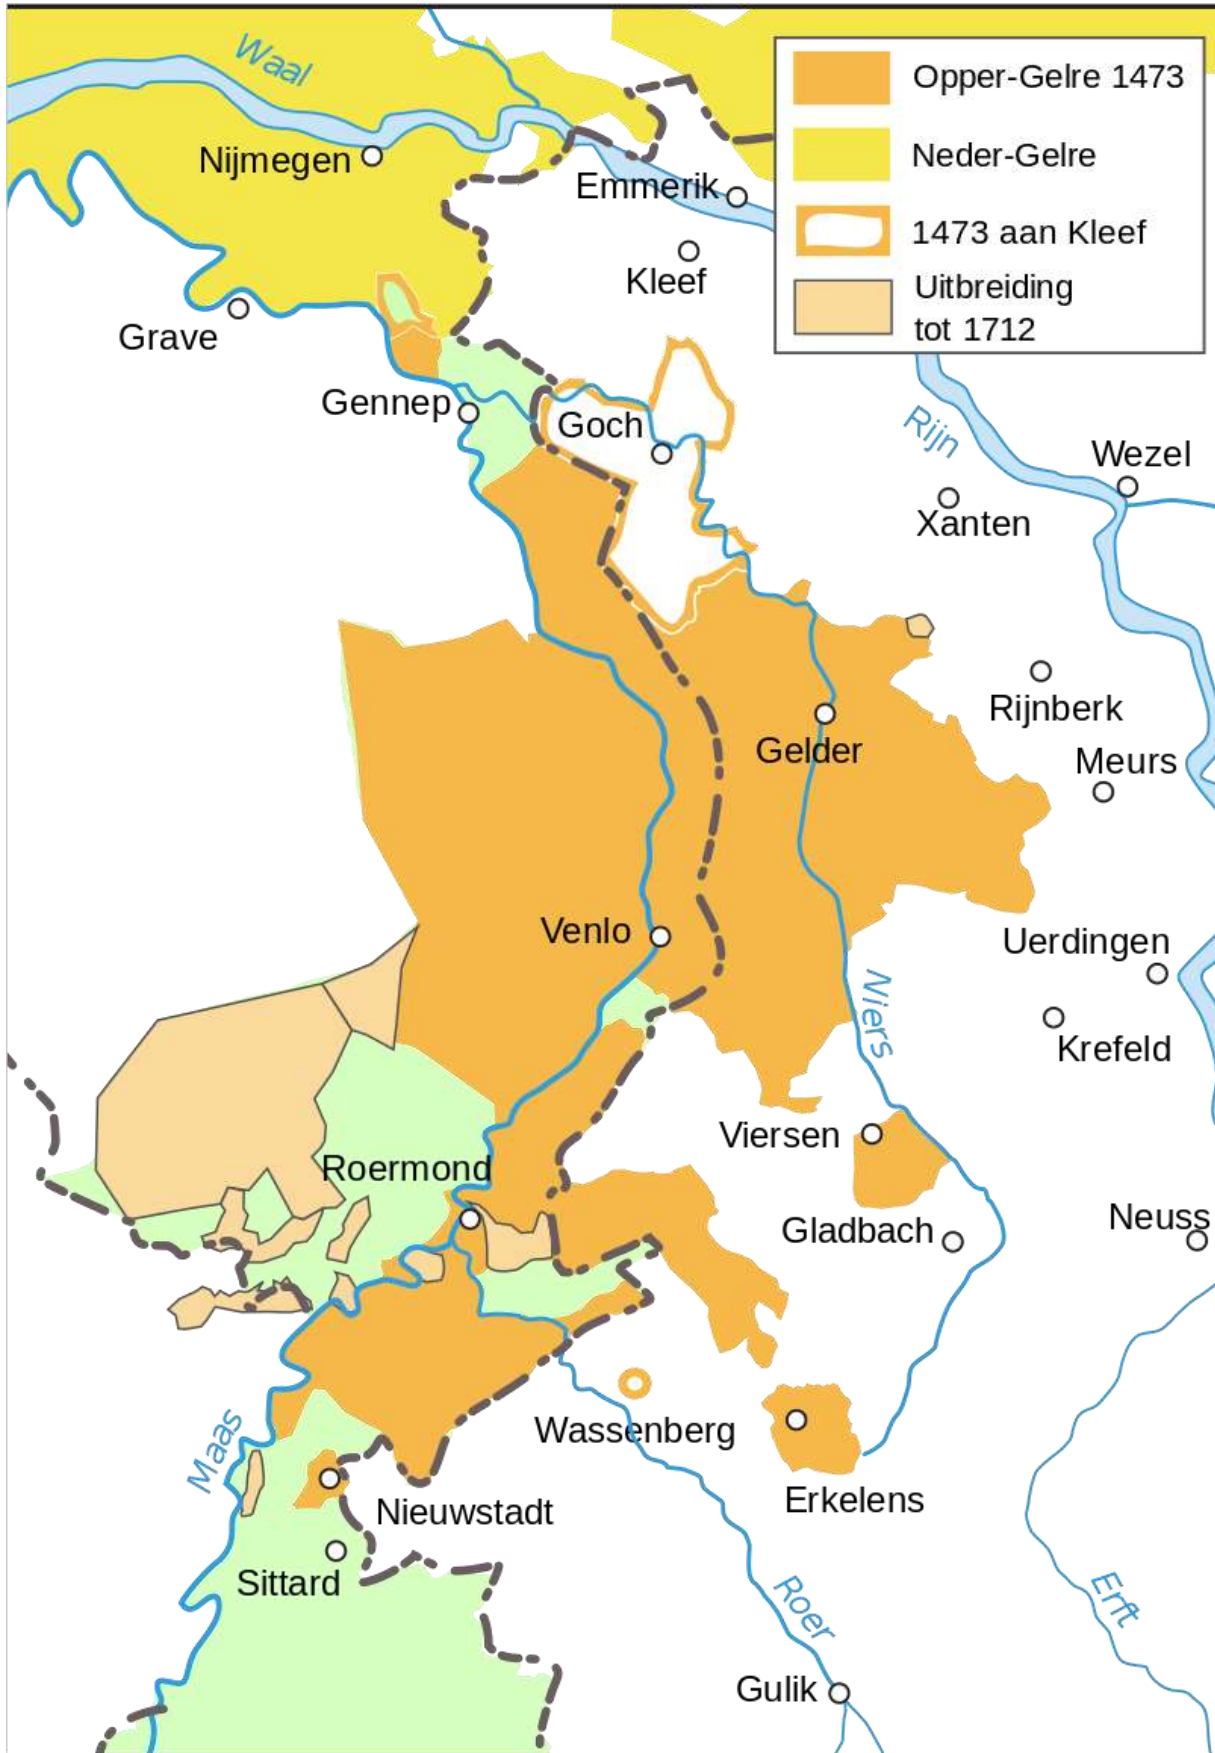 Waal
Opper-Gelre 1473
Nijmegen
Neder-Gelre
Emmerik
1473 aan Kleef
Kleef
Uitbreiding
tot 1712
Grave
Gennep
Goch
Rijn
Wezel
Xanten
Rijnberk
Gelder
Meurs
Venlo
Uerdingen
Niers
Krefeld
Viersen
Roermond
Gladbach
Neuss
Maas
Wassenberg
Erkelens
Nieuwstadt
Sittard
Roer
Erft
Gulik